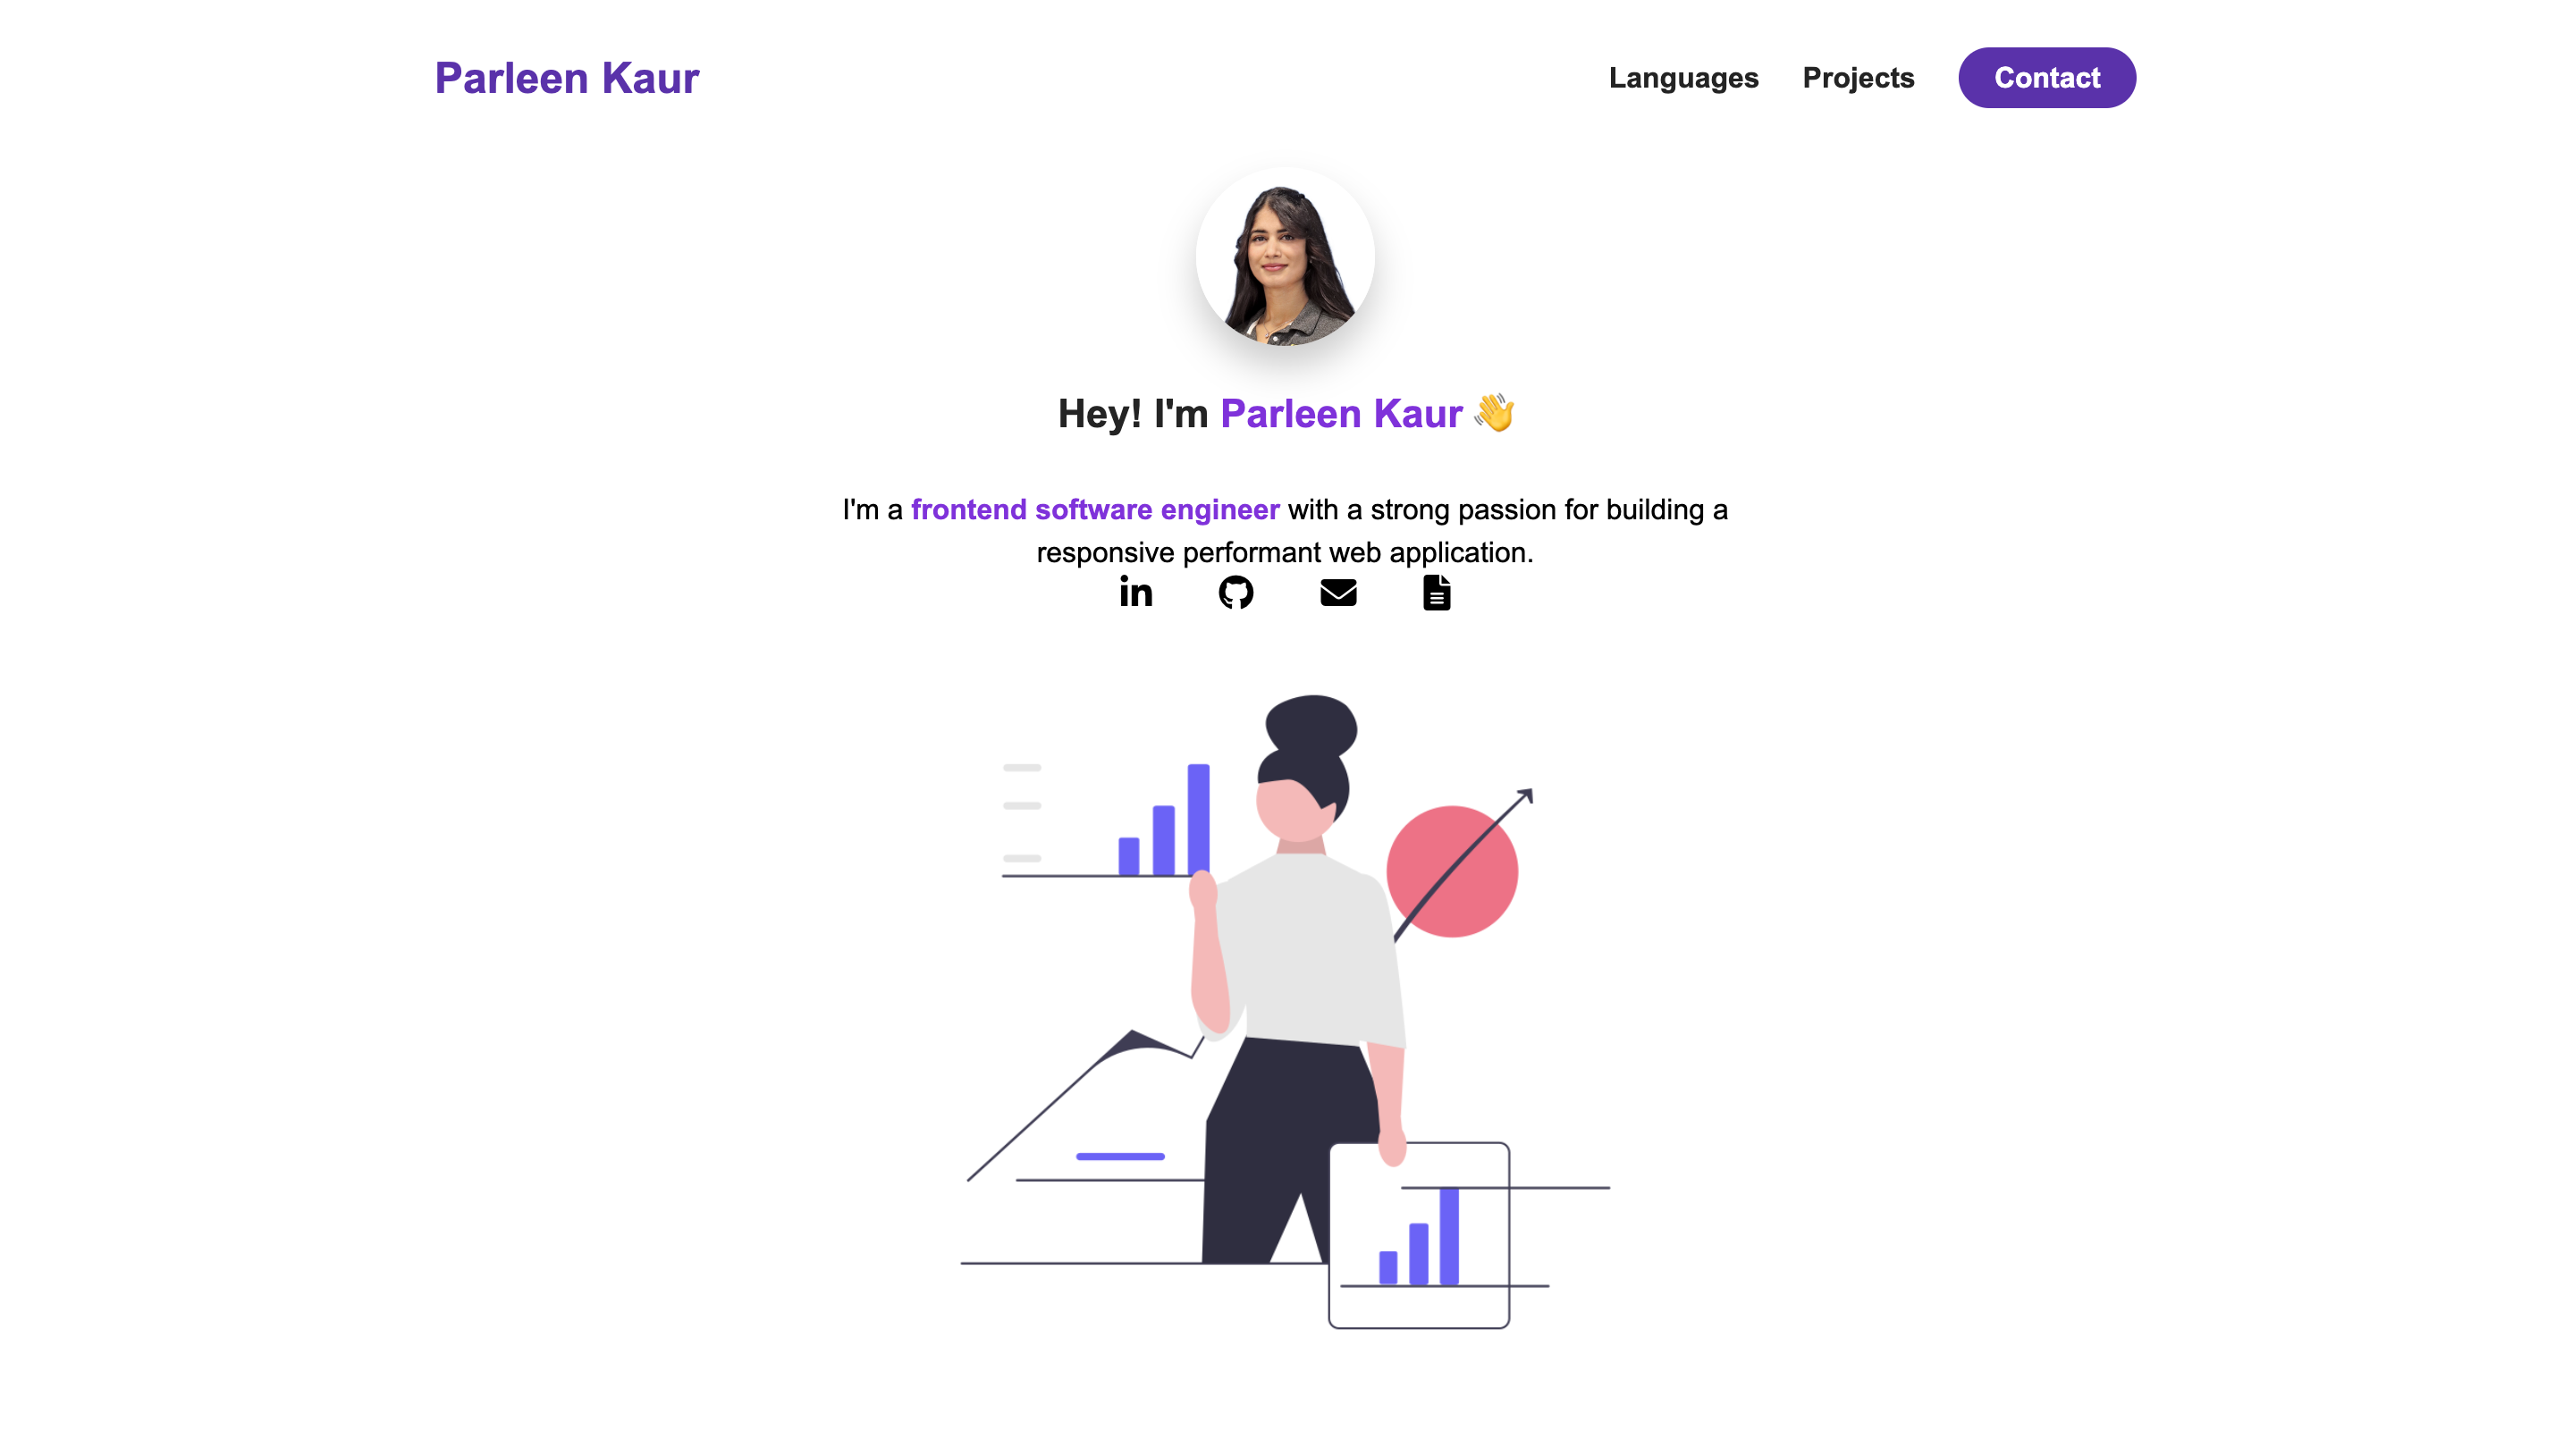 Parleen Kaur
Languages
Projects
Contact
Hey! I'm Parleen Kaur 👋
I'm a frontend software engineer with a strong passion for building a
responsive performant web application.
in